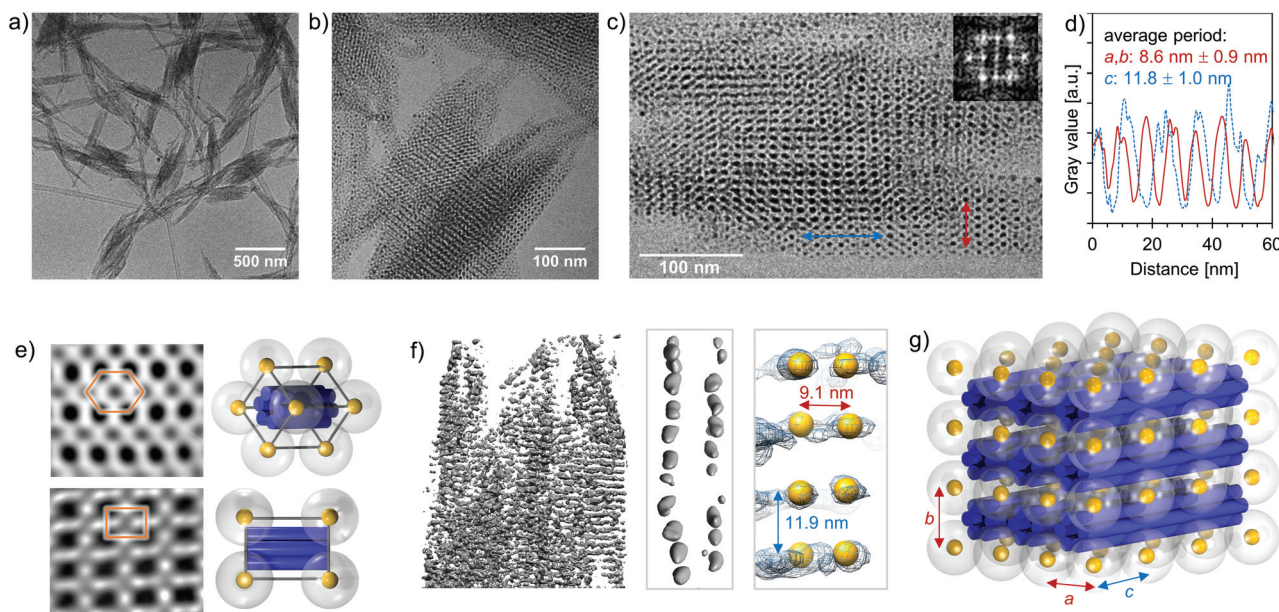 a)
500 nm
b)
100 nm
c)
100 nm
d)
average period:
a,b: 8.6 nm ± 0.9 nm
c: 11.8 ± 1.0 nm
Gray value [a.u.]
0 20 40 60
Distance [nm]
e)
f)
9.1 nm
11.9 nm
g)
b
a
c